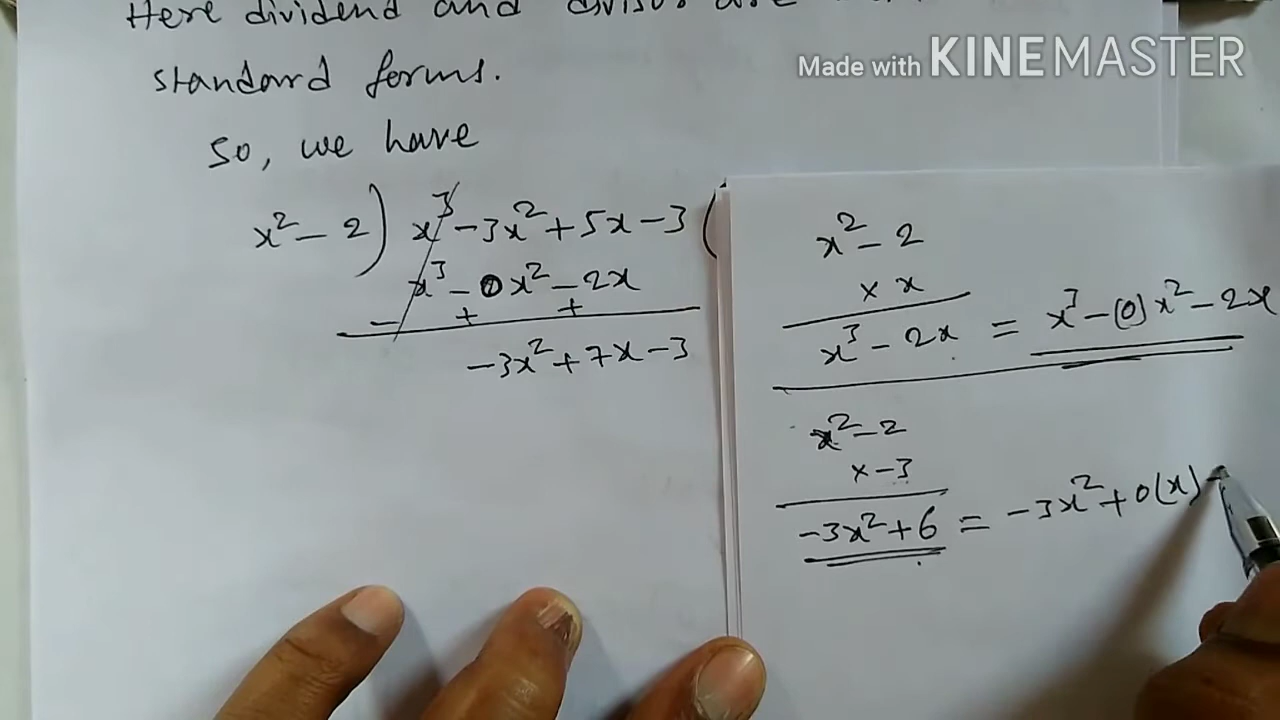 Here dividend and divisor are
standard forms.
Made with KINEMASTER
So, we have
x² - 2 ) x³ - 3x² + 5x - 3 (
x³ - 0x² - 2x
- + +
-3x² + 7x - 3
x² - 2
× x
x³ - 2x = x³ - (0)x² - 2x
x² - 2
× -3
-3x² + 6 = -3x² + 0(x)